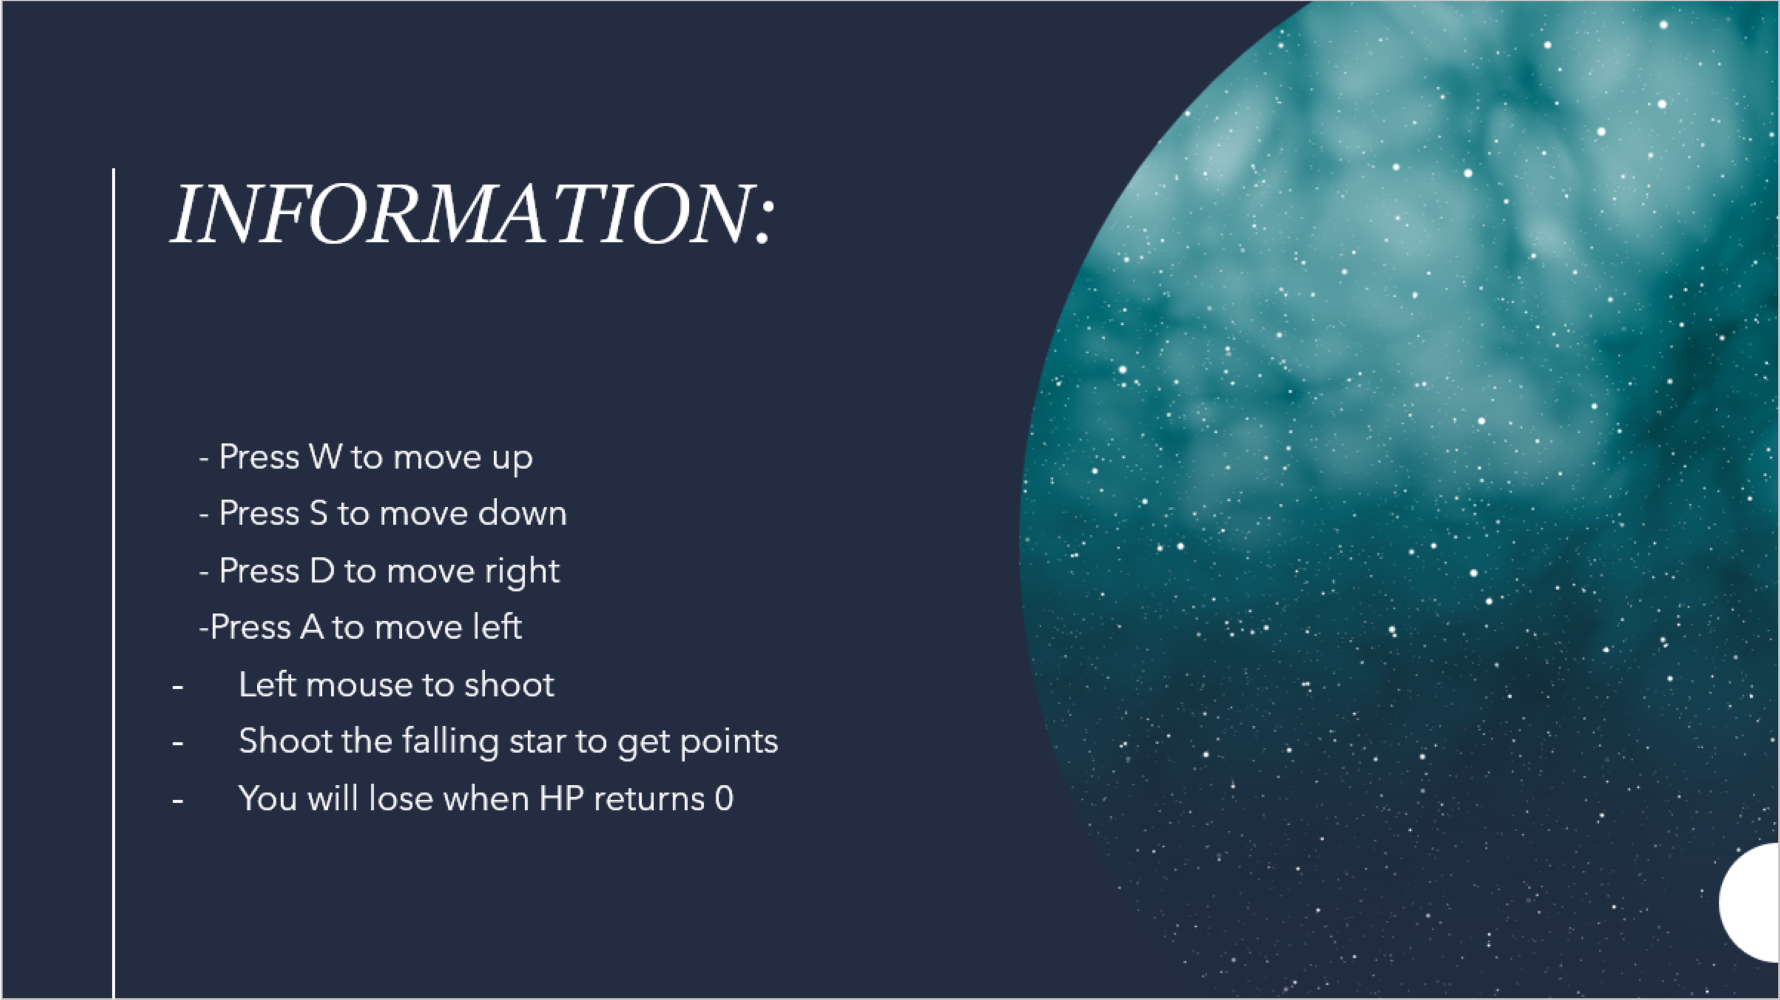 INFORMATION:
- Press W to move up
- Press S to move down
- Press D to move right
-Press A to move left
- Left mouse to shoot
- Shoot the falling star to get points
- You will lose when HP returns 0